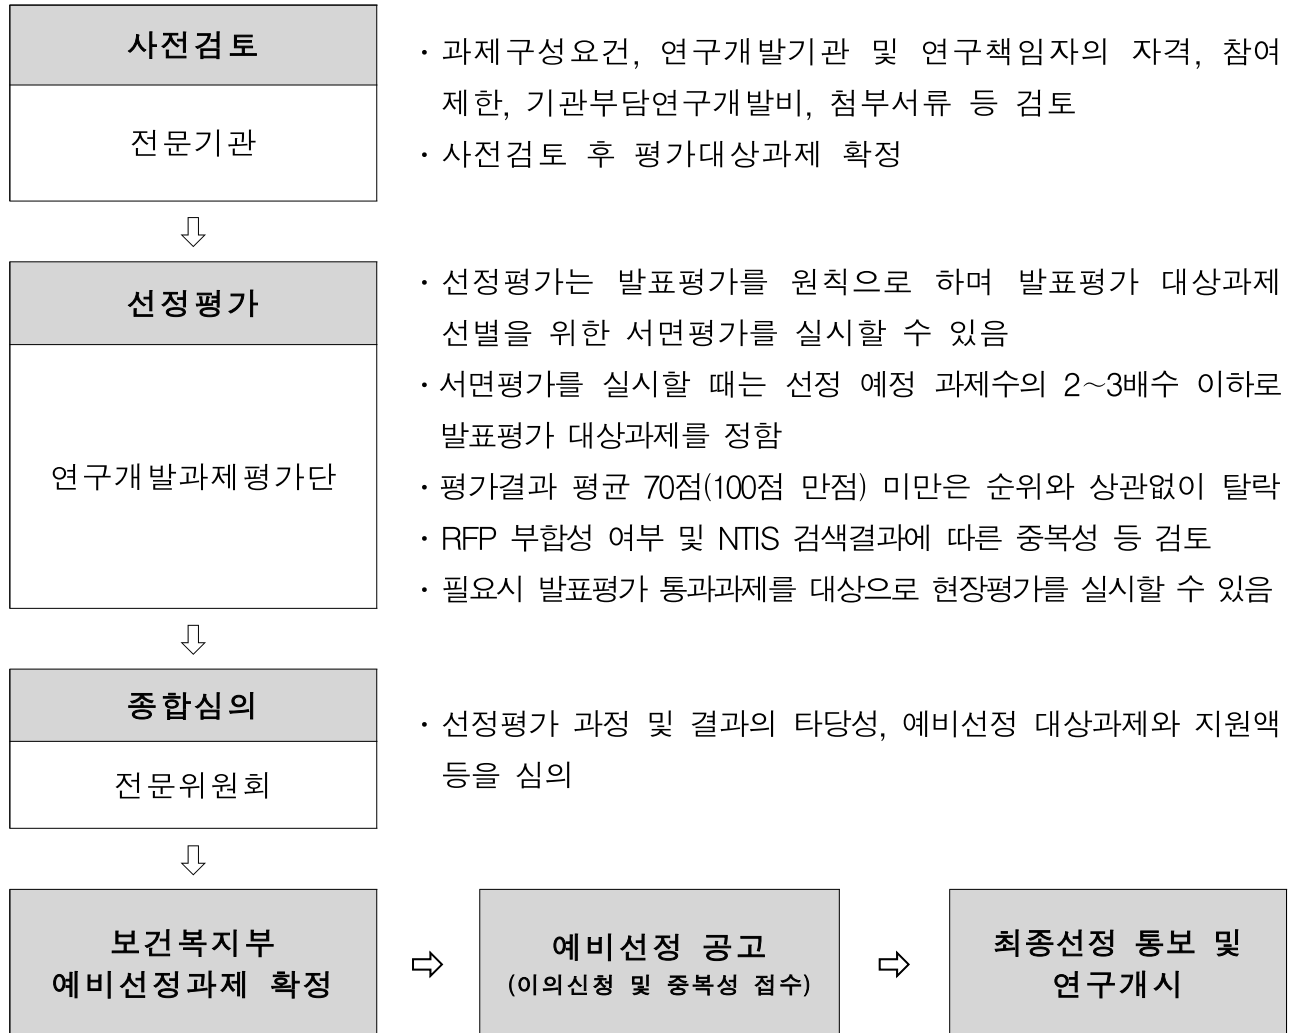 사전검토
전문기관
· 과제구성요건, 연구개발기관 및 연구책임자의 자격, 참여
제한, 기관부담연구개발비, 첨부서류 등 검토
· 사전검토 후 평가대상과제 확정
⇩
선정평가
연구개발과제평가단
· 선정평가는 발표평가를 원칙으로 하며 발표평가 대상과제
선별을 위한 서면평가를 실시할 수 있음
· 서면평가를 실시할 때는 선정 예정 과제수의 2~3배수 이하로
발표평가 대상과제를 정함
· 평가결과 평균 70점(100점 만점) 미만은 순위와 상관없이 탈락
· RFP 부합성 여부 및 NTIS 검색결과에 따른 중복성 등 검토
· 필요시 발표평가 통과과제를 대상으로 현장평가를 실시할 수 있음
⇩
종합심의
전문위원회
· 선정평가 과정 및 결과의 타당성, 예비선정 대상과제와 지원액
등을 심의
⇩
보건복지부
예비선정과제 확정
⇨
예비선정 공고
(이의신청 및 중복성 접수)
⇨
최종선정 통보 및
연구개시